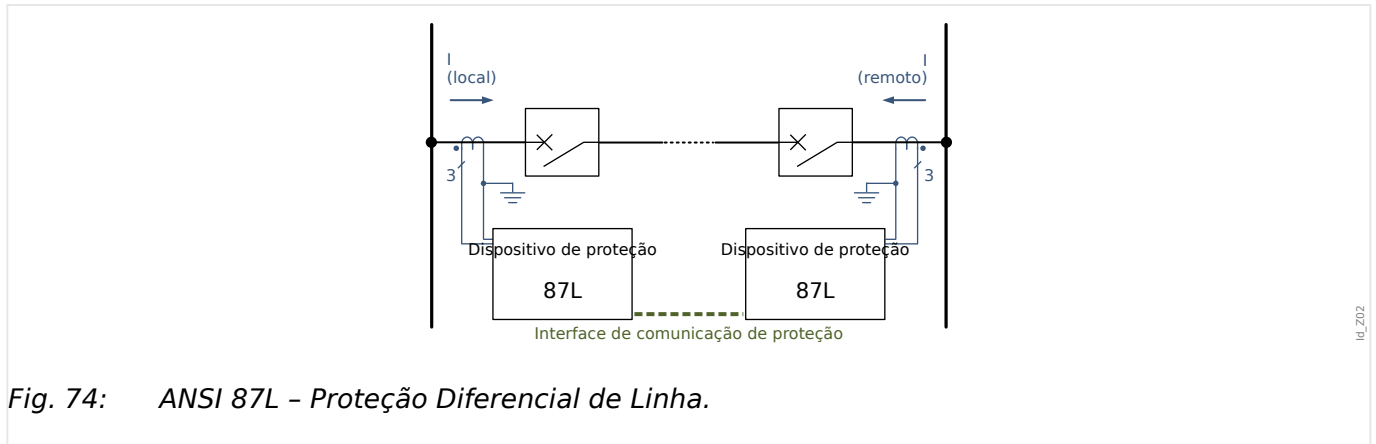 I
(local)
I
(remoto)
3
3
Dispositivo de proteção
87L
Dispositivo de proteção
87L
Interface de comunicação de proteção
ld_Z02
Fig. 74: ANSI 87L – Proteção Diferencial de Linha.